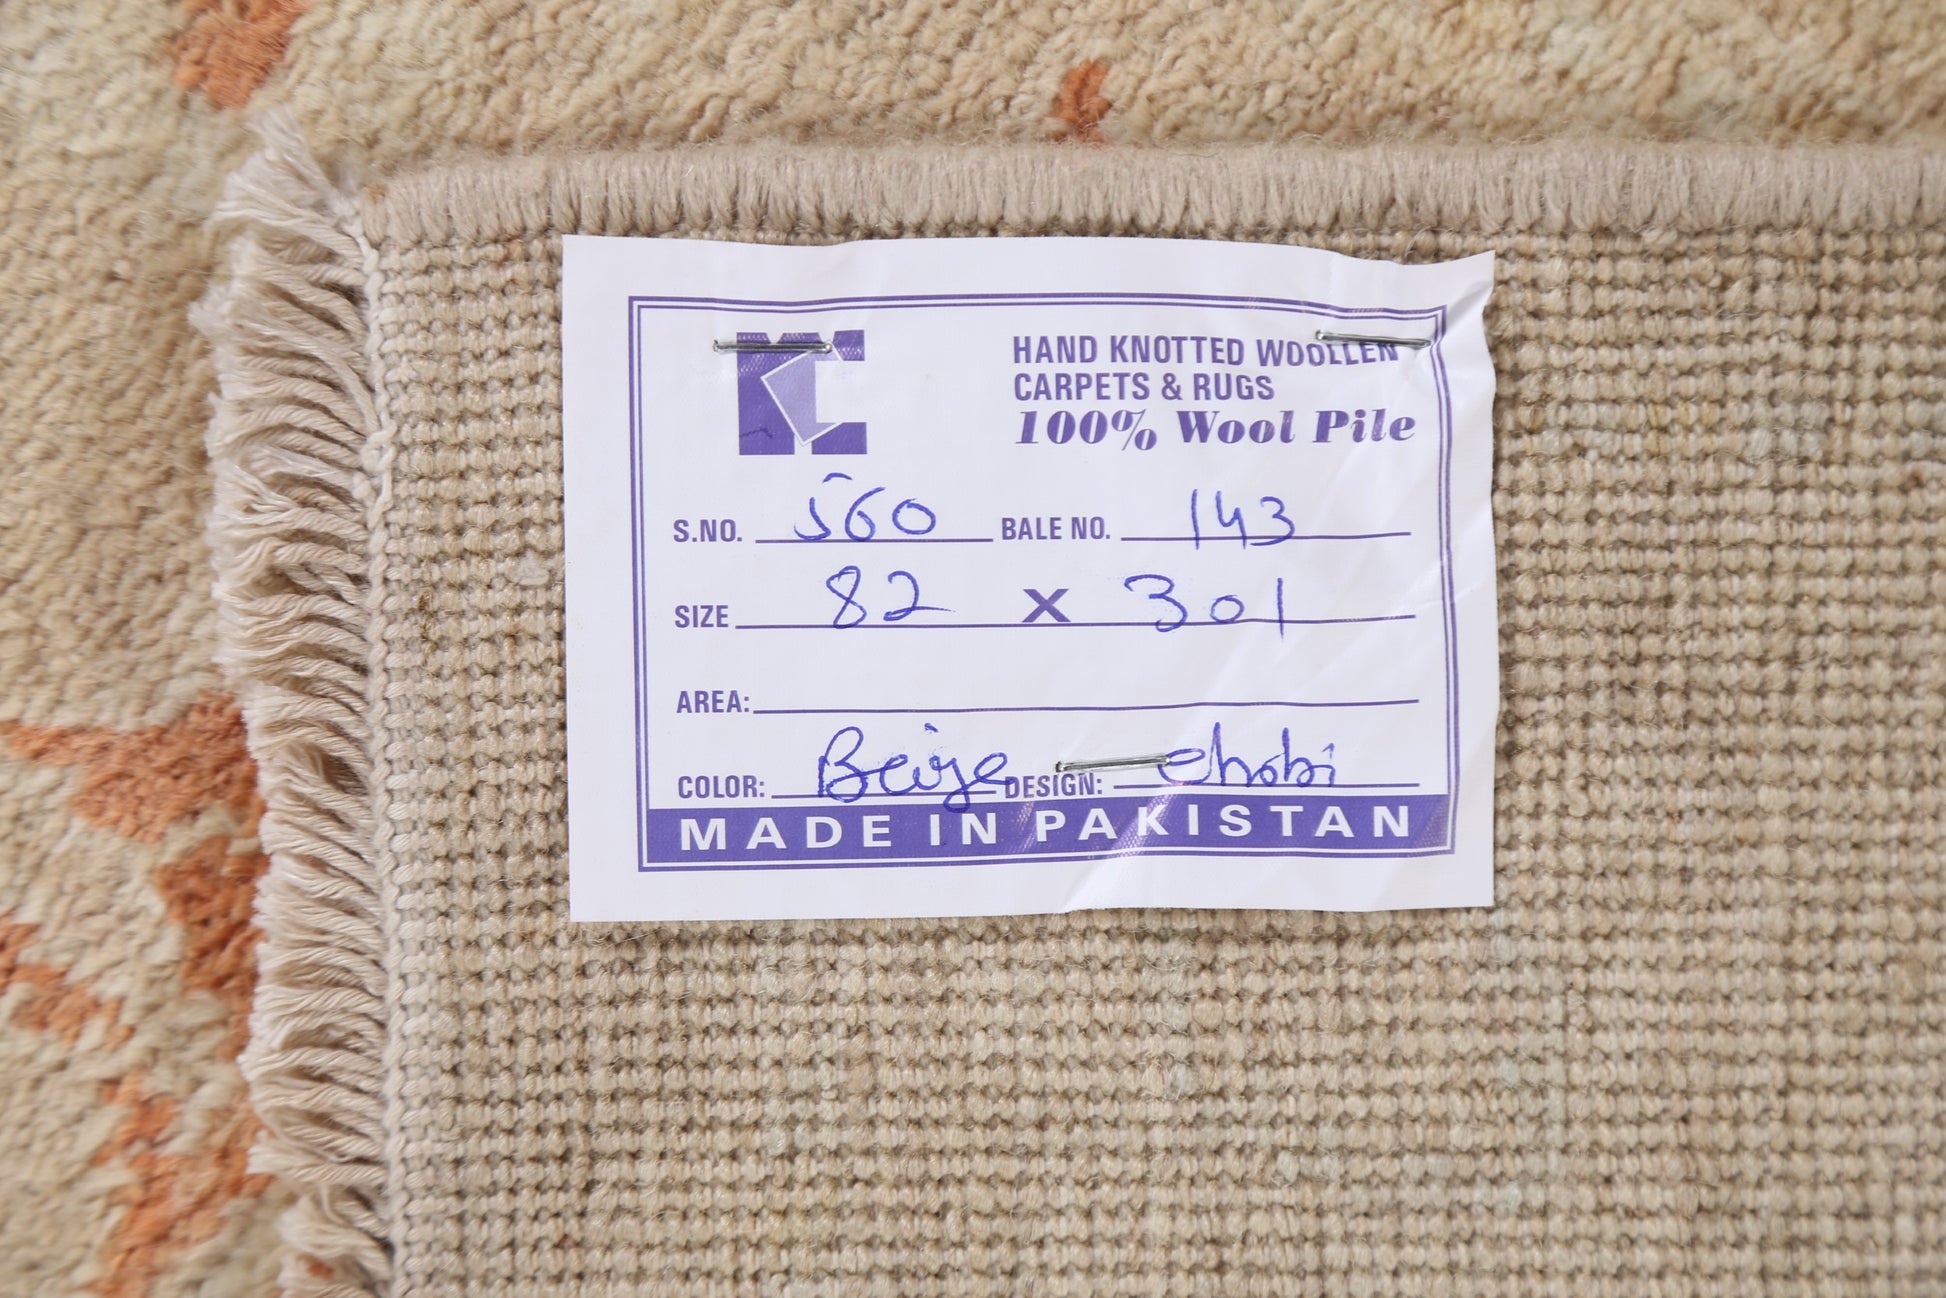 HAND KNOTTED WOOLLEN
CARPETS & RUGS
100% Wool Pile
S.NO. 560 BALE NO. 143
SIZE 82 X 301
AREA:
COLOR: Beige DESIGN: chobi
MADE IN PAKISTAN